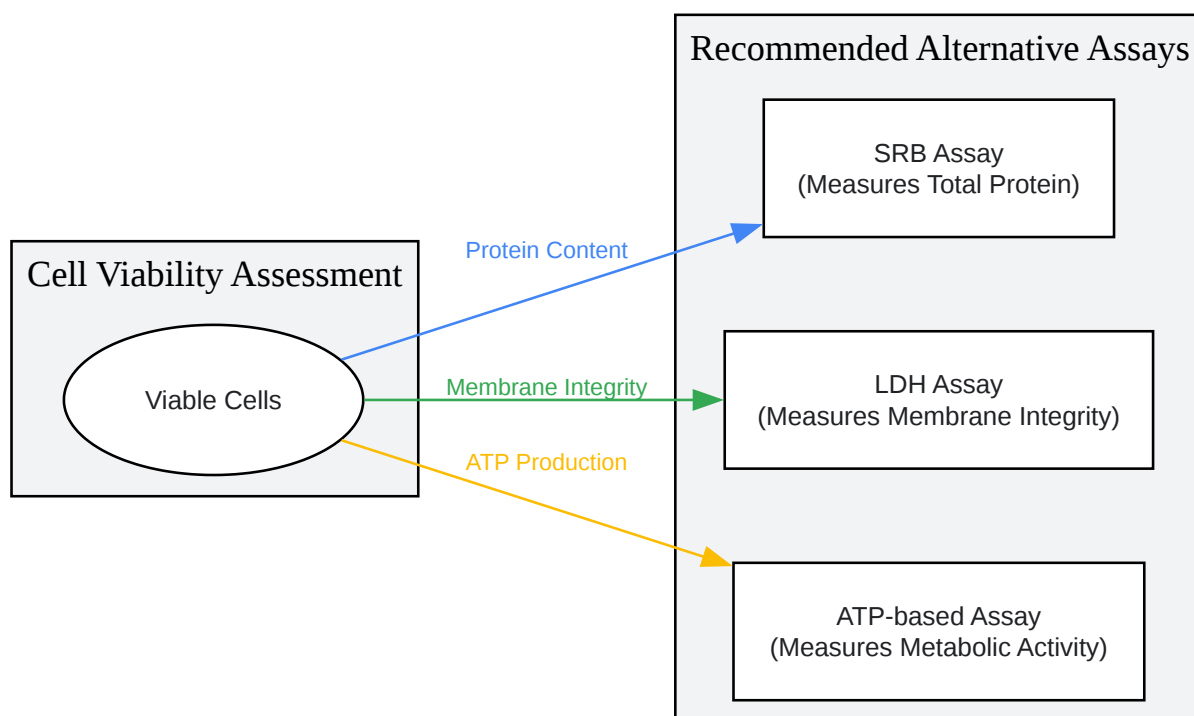 Recommended Alternative Assays
SRB Assay
(Measures Total Protein)
Protein Content
Cell Viability Assessment
Viable Cells
Membrane Integrity
LDH Assay
(Measures Membrane Integrity)
ATP Production
ATP-based Assay
(Measures Metabolic Activity)